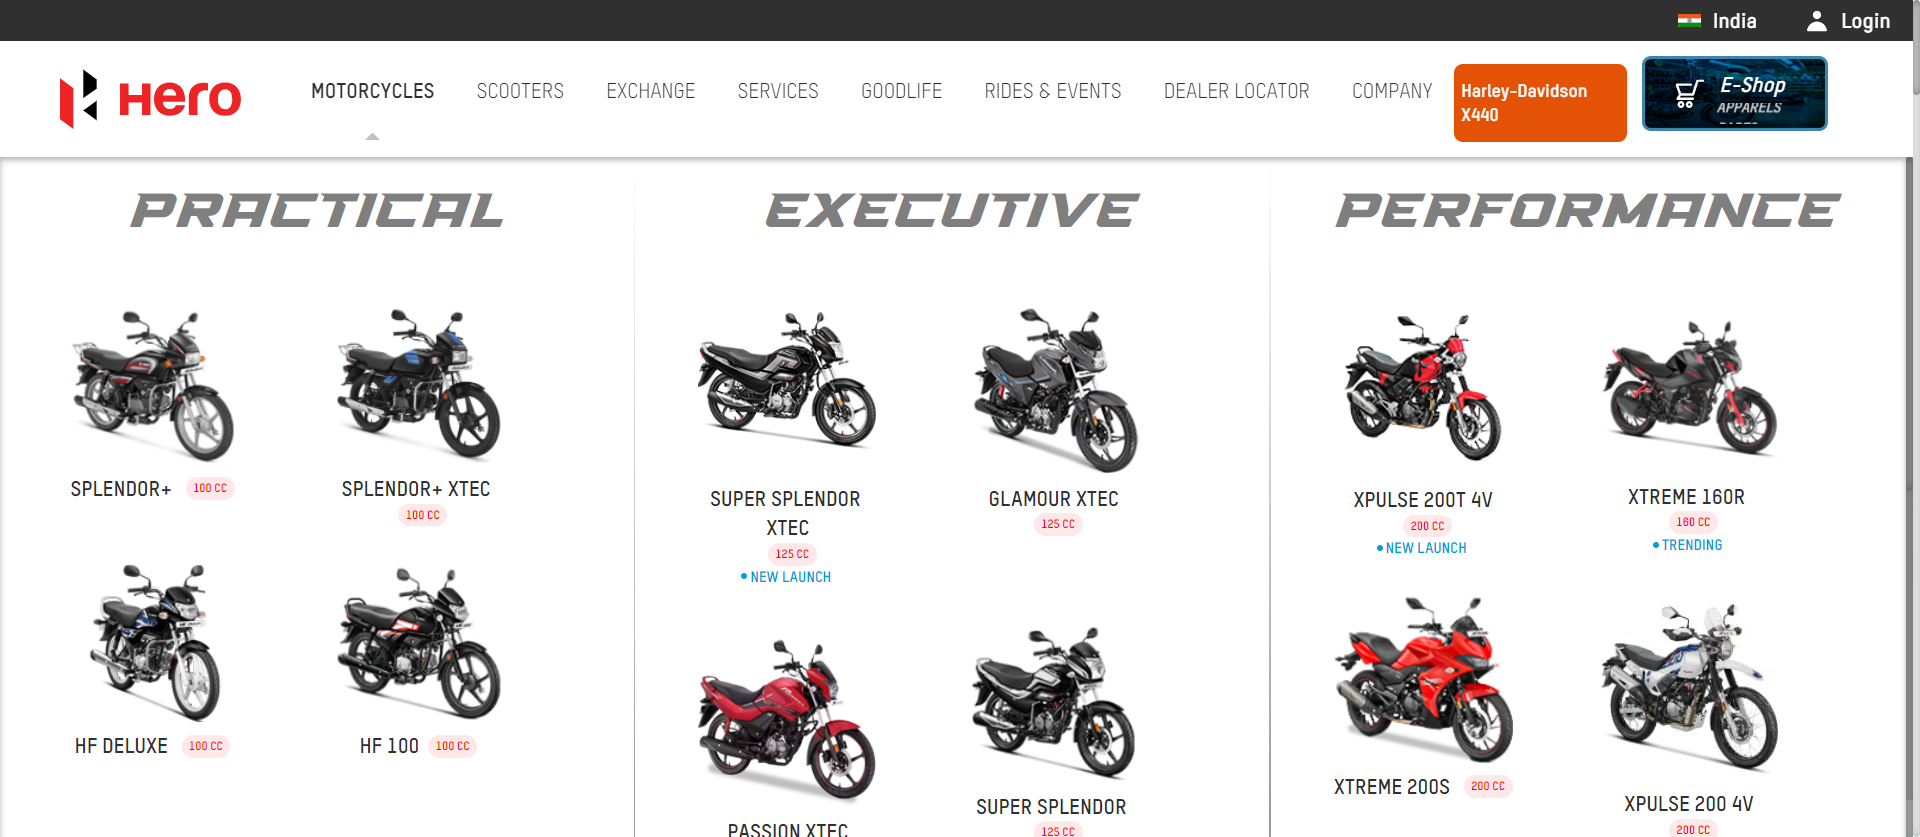 India
Login
Hero
MOTORCYCLES
SCOOTERS
EXCHANGE
SERVICES
GOODLIFE
RIDES & EVENTS
DEALER LOCATOR
COMPANY
Harley-Davidson
X440
E-Shop
APPARELS
PRACTICAL
SPLENDOR+ 100 CC
SPLENDOR+ XTEC
100 CC
HF DELUXE 100 CC
HF 100 100 CC
EXECUTIVE
SUPER SPLENDOR
XTEC
125 CC
• NEW LAUNCH
GLAMOUR XTEC
125 CC
PASSION XTEC
SUPER SPLENDOR
125 CC
PERFORMANCE
XPULSE 200T 4V
200 CC
• NEW LAUNCH
XTREME 160R
160 CC
• TRENDING
XTREME 200S 200 CC
XPULSE 200 4V
200 CC